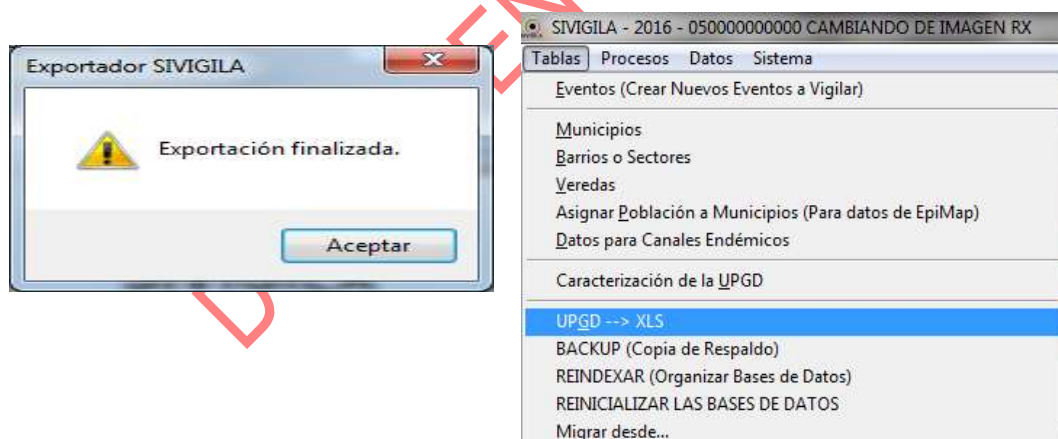 Exportador SIVIGILA
Exportación finalizada.
Aceptar
SIVIGILA - 2016 - 050000000000 CAMBIANDO DE IMAGEN RX
Tablas Procesos Datos Sistema
Eventos (Crear Nuevos Eventos a Vigilar)
Municipios
Barrios o Sectores
Veredas
Asignar Población a Municipios (Para datos de EpiMap)
Datos para Canales Endémicos
Caracterización de la UPGD
UPGD --> XLS
BACKUP (Copia de Respaldo)
REINDEXAR (Organizar Bases de Datos)
REINICIALIZAR LAS BASES DE DATOS
Migrar desde...